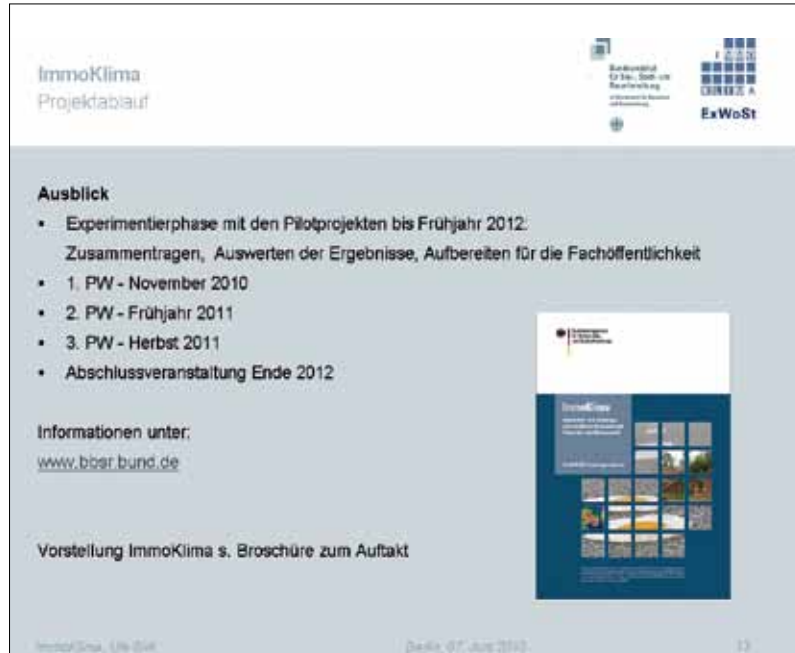 ImmoKlima
Projektablauf
ExWoSt
Ausblick
▪ Experimentierphase mit den Pilotprojekten bis Frühjahr 2012:
Zusammentragen, Auswerten der Ergebnisse, Aufbereiten für die Fachöffentlichkeit
▪ 1. PW - November 2010
▪ 2. PW - Frühjahr 2011
▪ 3. PW - Herbst 2011
▪ Abschlussveranstaltung Ende 2012
Informationen unter:
www.bbsr.bund.de
ImmoKlima
Vorstellung ImmoKlima s. Broschüre zum Auftakt
13